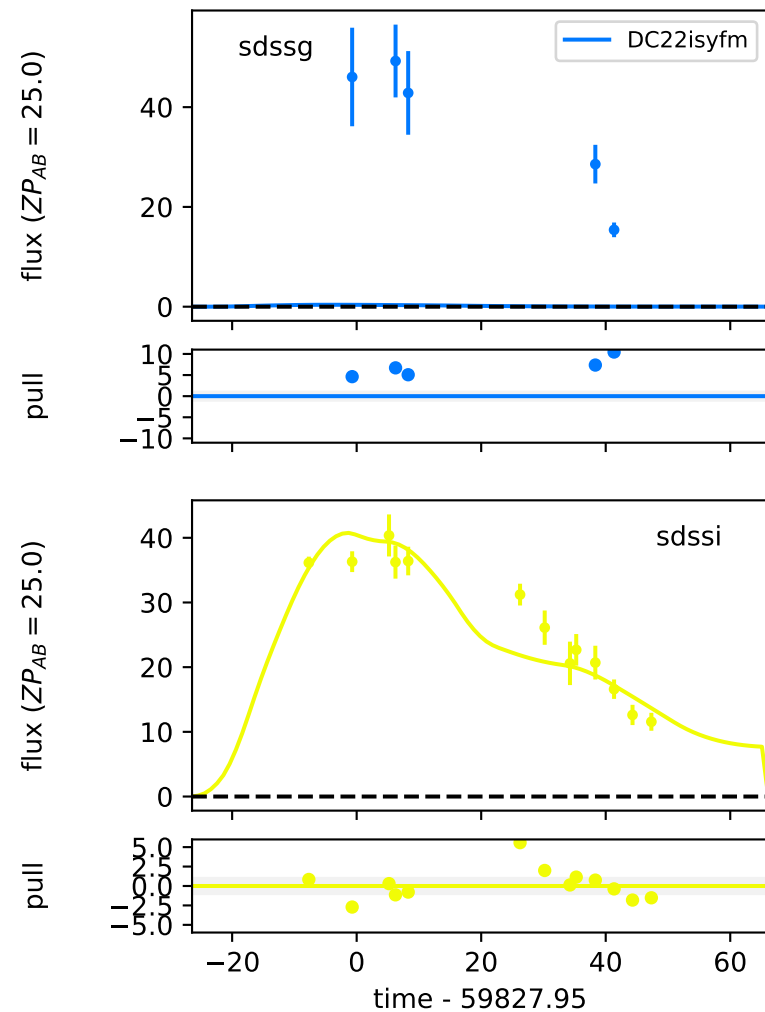 sdssg
DC22isyfm
flux (ZP_AB = 25.0)
40
20
0
pull
10
5
0
−5
−10
sdssi
flux (ZP_AB = 25.0)
40
30
20
10
0
pull
5.0
2.5
0.0
−2.5
−5.0
−20 0 20 40 60
time - 59827.95